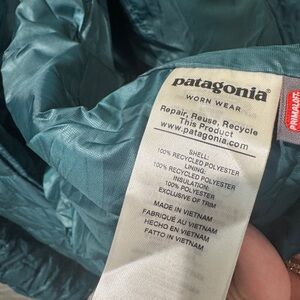 patagonia®
WORN WEAR
Repair, Reuse, Recycle
This Product
www.patagonia.com
SHELL:
100% RECYCLED POLYESTER
LINING:
100% RECYCLED POLYESTER
INSULATION:
100% POLYESTER
EXCLUSIVE OF TRIM
MADE IN VIETNAM
FABRIQUÉ AU VIETNAM
HECHO EN VIETNAM
FATTO IN VIETNAM
PRIMALOFT